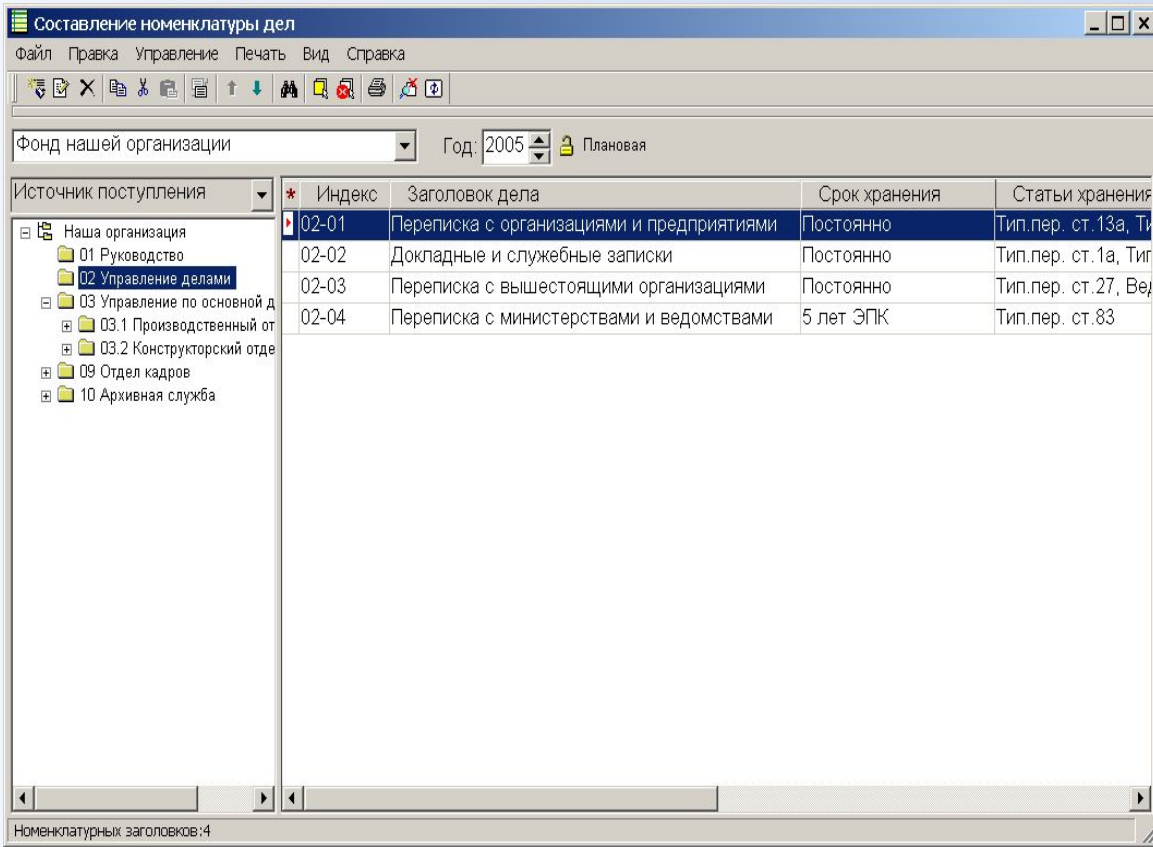 Составление номенклатуры дел
Файл Правка Управление Печать Вид Справка
Фонд нашей организации Год: 2005 Плановая
Источник поступления
Наша организация
01 Руководство
02 Управление делами
03 Управление по основной д
03.1 Производственный от
03.2 Конструкторский отде
09 Отдел кадров
10 Архивная служба
* Индекс Заголовок дела Срок хранения Статьи хранения
02-01 Переписка с организациями и предприятиями Постоянно Тип.пер. ст.13а, Ти
02-02 Докладные и служебные записки Постоянно Тип.пер. ст.1а, Тип
02-03 Переписка с вышестоящими организациями Постоянно Тип.пер. ст.27, Вед
02-04 Переписка с министерствами и ведомствами 5 лет ЭПК Тип.пер. ст.83
Номенклатурных заголовков:4